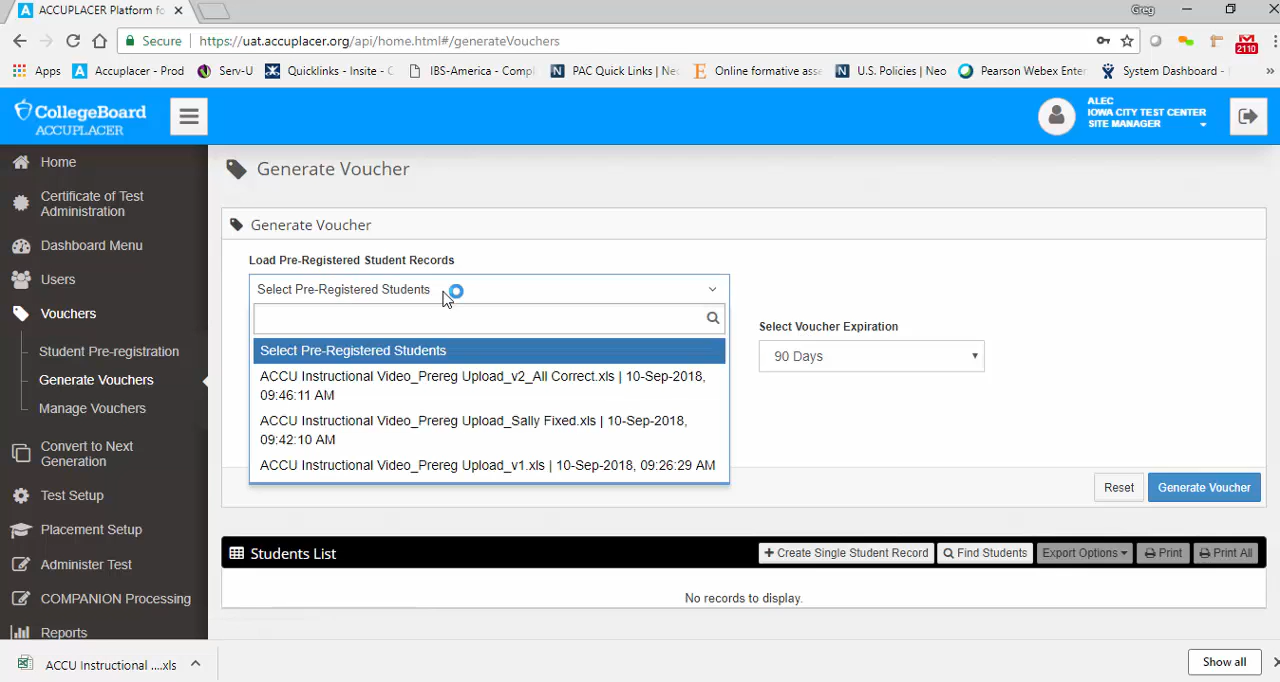 ACCUPLACER Platform fo
Greg
Secure
https://uat.accuplacer.org/api/home.html#/generateVouchers
2110
Apps
Accuplacer - Prod
Serv-U
Quicklinks - Insite - C
IBS-America - Compl
PAC Quick Links | Ne
Online formative asse
U.S. Policies | Neo
Pearson Webex Enter
System Dashboard -
CollegeBoard
ACCUPLACER
ALEC
IOWA CITY TEST CENTER
SITE MANAGER
Home
Certificate of Test
Administration
Dashboard Menu
Users
Vouchers
Student Pre-registration
Generate Vouchers
Manage Vouchers
Convert to Next
Generation
Test Setup
Placement Setup
Administer Test
COMPANION Processing
Reports
Generate Voucher
Generate Voucher
Load Pre-Registered Student Records
Select Pre-Registered Students
Select Pre-Registered Students
ACCU Instructional Video_Prereg Upload_v2_All Correct.xls | 10-Sep-2018,
09:46:11 AM
ACCU Instructional Video_Prereg Upload_Sally Fixed.xls | 10-Sep-2018,
09:42:10 AM
ACCU Instructional Video_Prereg Upload_v1.xls | 10-Sep-2018, 09:26:29 AM
Select Voucher Expiration
90 Days
Reset
Generate Voucher
Students List
+ Create Single Student Record
Find Students
Export Options
Print
Print All
No records to display.
ACCU Instructional ....xls
Show all